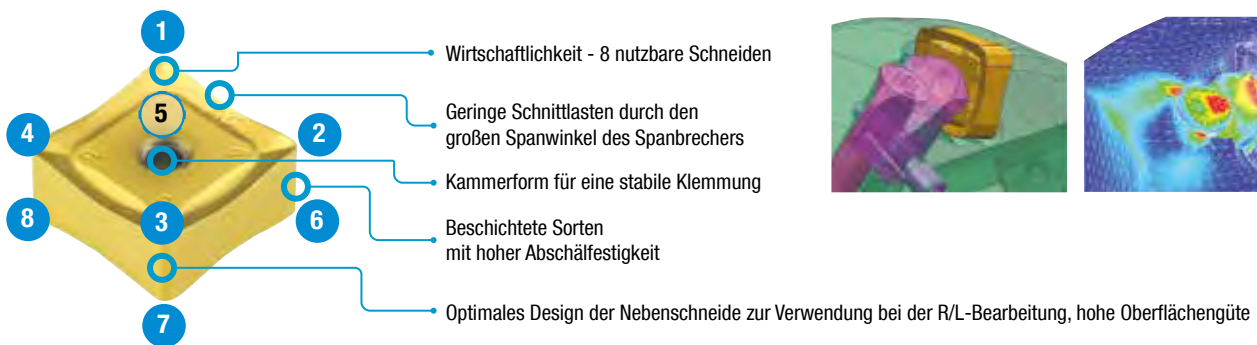 1
Wirtschaftlichkeit - 8 nutzbare Schneiden
5
Geringe Schnittlasten durch den
großen Spanwinkel des Spanbrechers
4
2
Kammerform für eine stabile Klemmung
8
3
6
Beschichtete Sorten
mit hoher Abschälfestigkeit
Optimales Design der Nebenschneide zur Verwendung bei der R/L-Bearbeitung, hohe Oberflächengüte
7